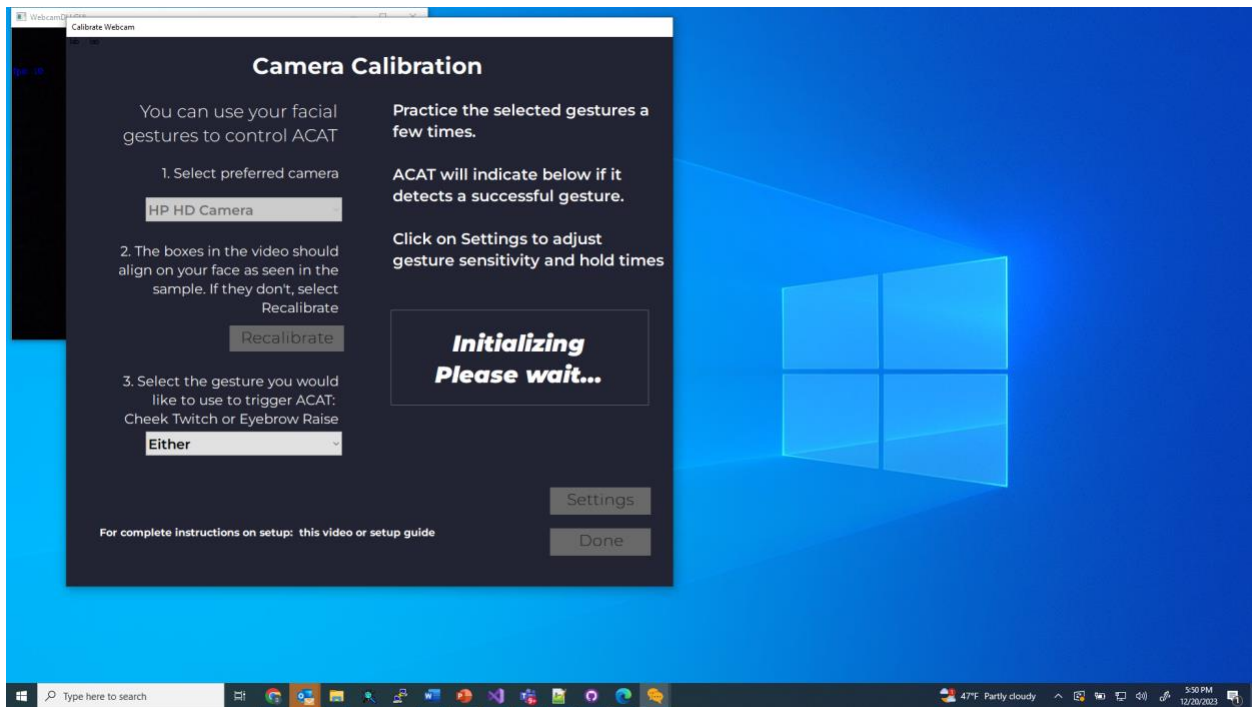 Calibrate Webcam
Camera Calibration
You can use your facial
gestures to control ACAT
1. Select preferred camera
HP HD Camera
2. The boxes in the video should
align on your face as seen in the
sample. If they don't, select
Recalibrate
Recalibrate
3. Select the gesture you would
like to use to trigger ACAT:
Cheek Twitch or Eyebrow Raise
Either
Practice the selected gestures a
few times.
ACAT will indicate below if it
detects a successful gesture.
Click on Settings to adjust
gesture sensitivity and hold times
Initializing
Please wait...
Settings
For complete instructions on setup: this video or setup guide
Done
Type here to search
47°F Partly cloudy
5:50 PM
12/20/2023